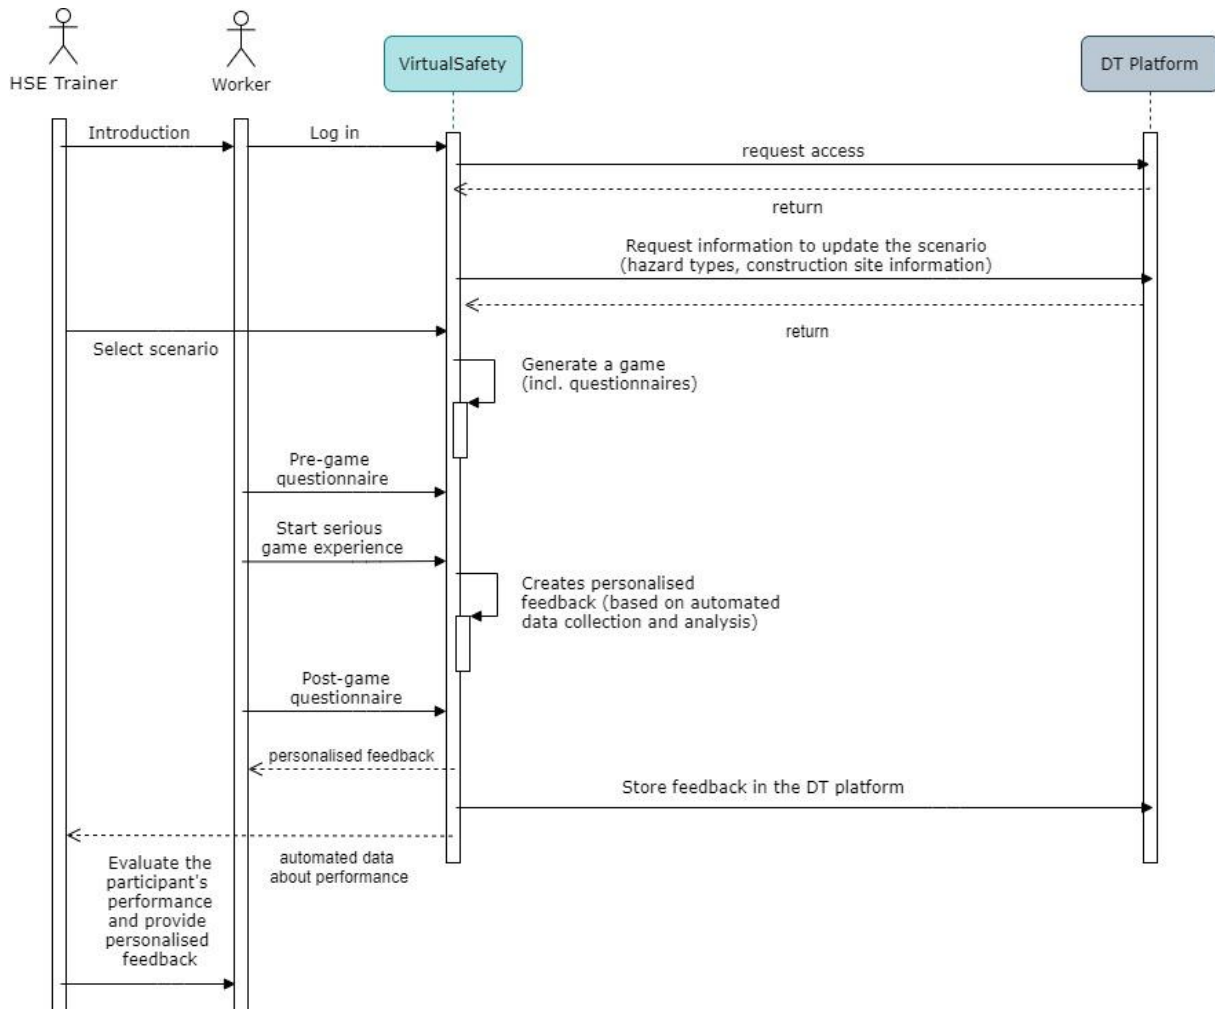 HSE Trainer
Worker
VirtualSafety
DT Platform
Introduction
Log in
request access
return
Request information to update the scenario
(hazard types, construction site information)
return
Select scenario
Generate a game
(incl. questionnaires)
Pre-game
questionnaire
Start serious
game experience
Creates personalised
feedback (based on automated
data collection and analysis)
Post-game
questionnaire
personalised feedback
Store feedback in the DT platform
automated data
about performance
Evaluate the
participant's
performance
and provide
personalised
feedback